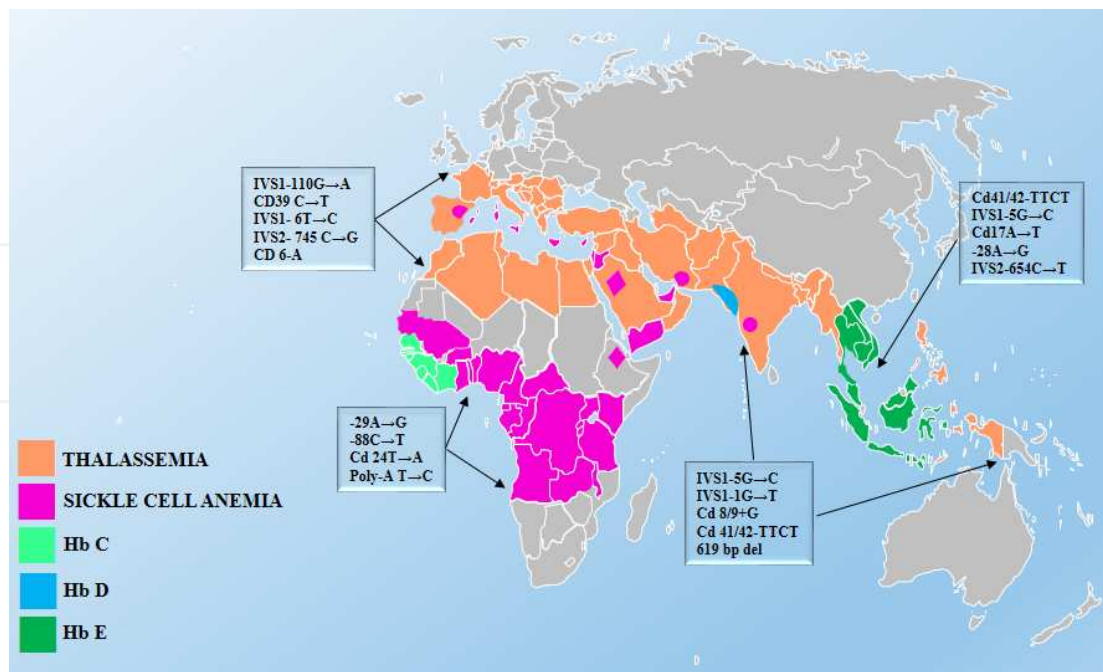 IVS1-110G→A
CD39 C→T
IVS1- 6T→C
IVS2- 745 C→G
CD 6-A
Cd41/42-TTCT
IVS1-5G→C
Cd17A→T
-28A→G
IVS2-654C→T
-29A→G
-88C→T
Cd 24T→A
Poly-A T→C
IVS1-5G→C
IVS1-1G→T
Cd 8/9+G
Cd 41/42-TTCT
619 bp del
THALASSEMIA
SICKLE CELL ANEMIA
Hb C
Hb D
Hb E